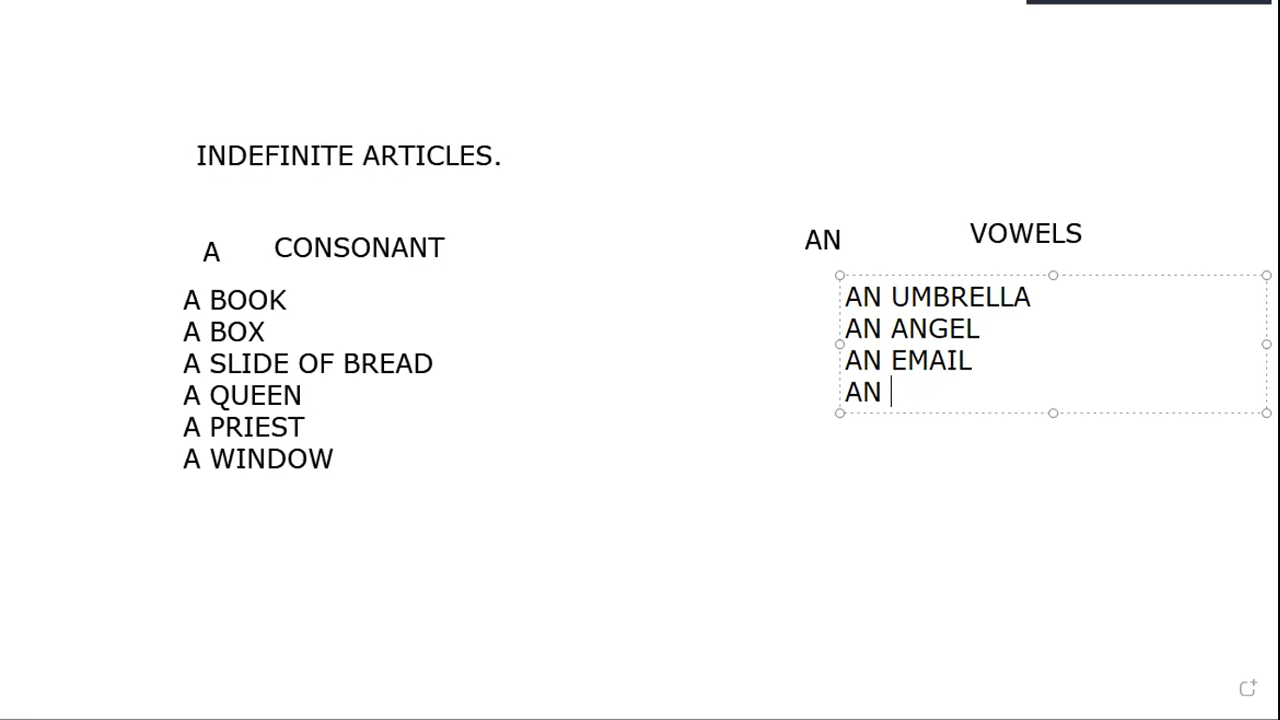 INDEFINITE ARTICLES.
A CONSONANT
A BOOK
A BOX
A SLIDE OF BREAD
A QUEEN
A PRIEST
A WINDOW
AN VOWELS
AN UMBRELLA
AN ANGEL
AN EMAIL
AN